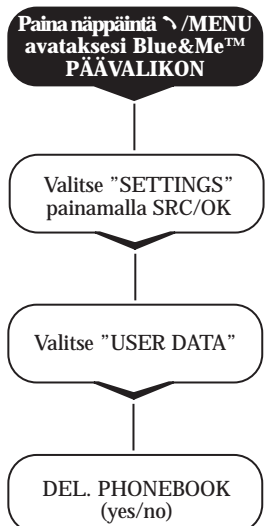 Paina näppäintä /MENU
avataksesi Blue&Me™
PÄÄVALIKON
Valitse ”SETTINGS”
painamalla SRC/OK
Valitse ”USER DATA”
DEL. PHONEBOOK
(yes/no)